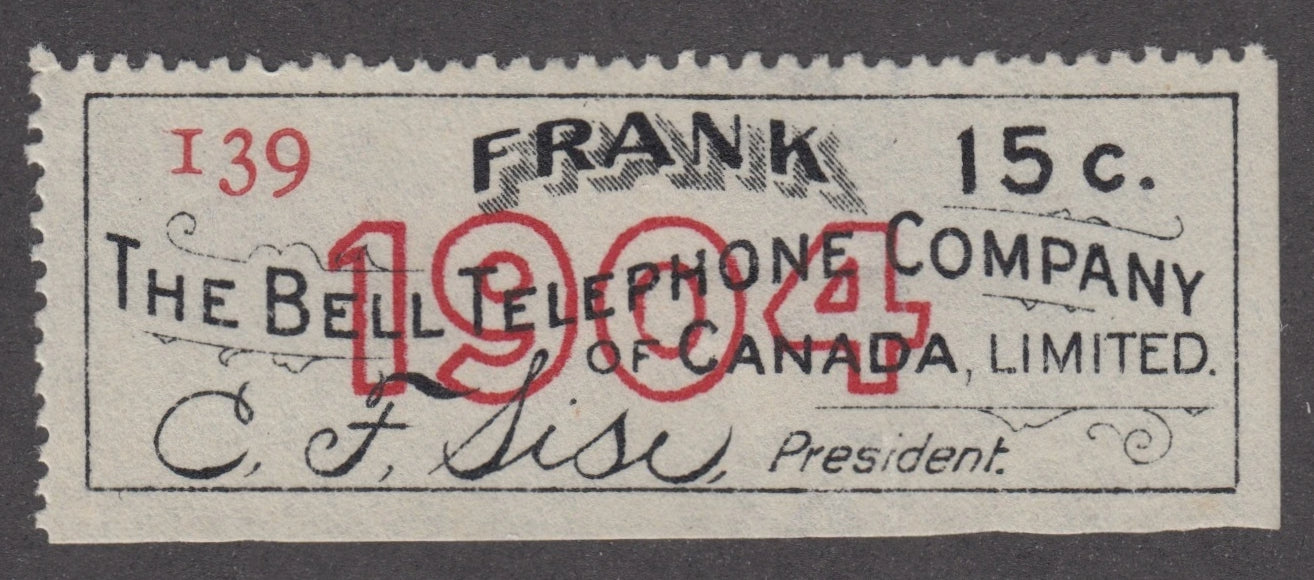 139 FRANK 15 c.
1904
THE BELL TELEPHONE COMPANY
OF CANADA, LIMITED.
C. F. Sise, President.